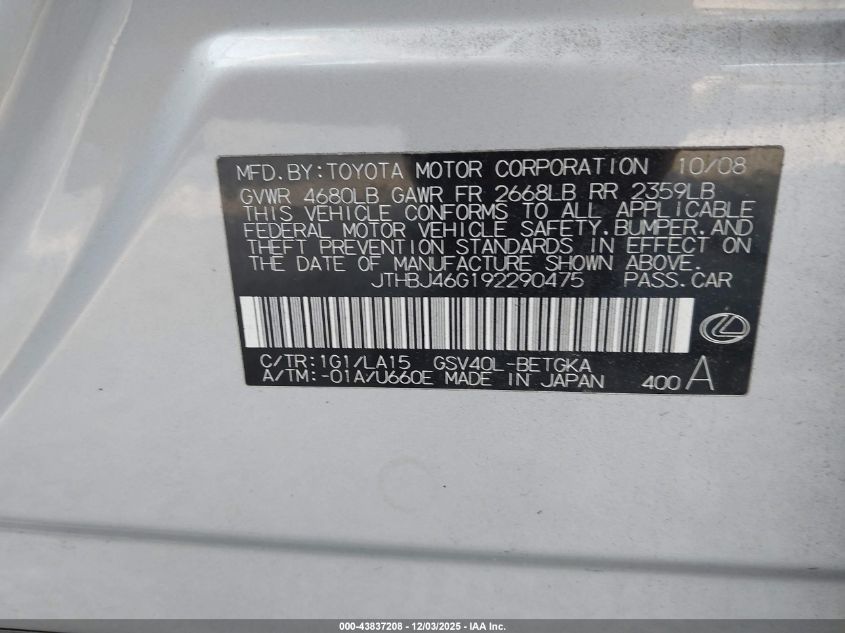 MFD. BY: TOYOTA MOTOR CORPORATION 10/08
GVWR 4680LB GAWR FR 2668LB RR 2359LB
THIS VEHICLE CONFORMS TO ALL APPLICABLE
FEDERAL MOTOR VEHICLE SAFETY, BUMPER, AND
THEFT PREVENTION STANDARDS IN EFFECT ON
THE DATE OF MANUFACTURE SHOWN ABOVE.
JTHBJ46G192290475 PASS. CAR
C/TR: 1G1/LA15 GSV40L-BETGKA
A/TM: -01A/U660E MADE IN JAPAN 400 A
000-43837208 - 12/03/2025 - IAA Inc.